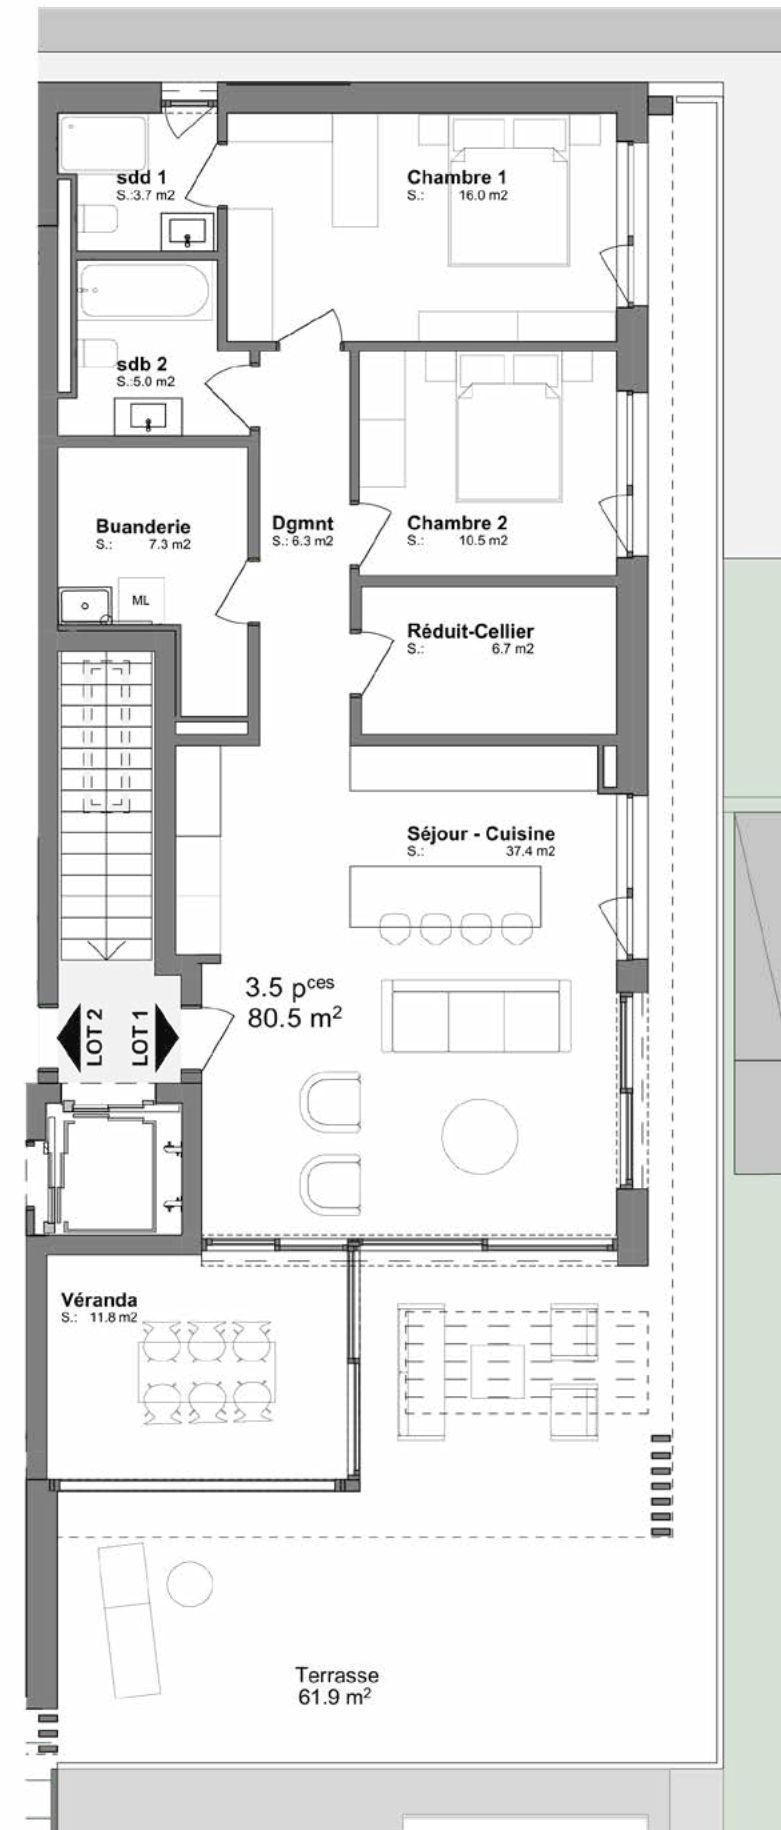 sdd 1
S.:3.7 m2
Chambre 1
S.: 16.0 m2
sdb 2
S.:5.0 m2
Buanderie
S.: 7.3 m2
Dgmnt
S.: 6.3 m2
Chambre 2
S.: 10.5 m2
ML
Réduit-Cellier
S.: 6.7 m2
Séjour - Cuisine
S.: 37.4 m2
3.5 pces
80.5 m2
LOT 2
LOT 1
Véranda
S.: 11.8 m2
Terrasse
61.9 m2